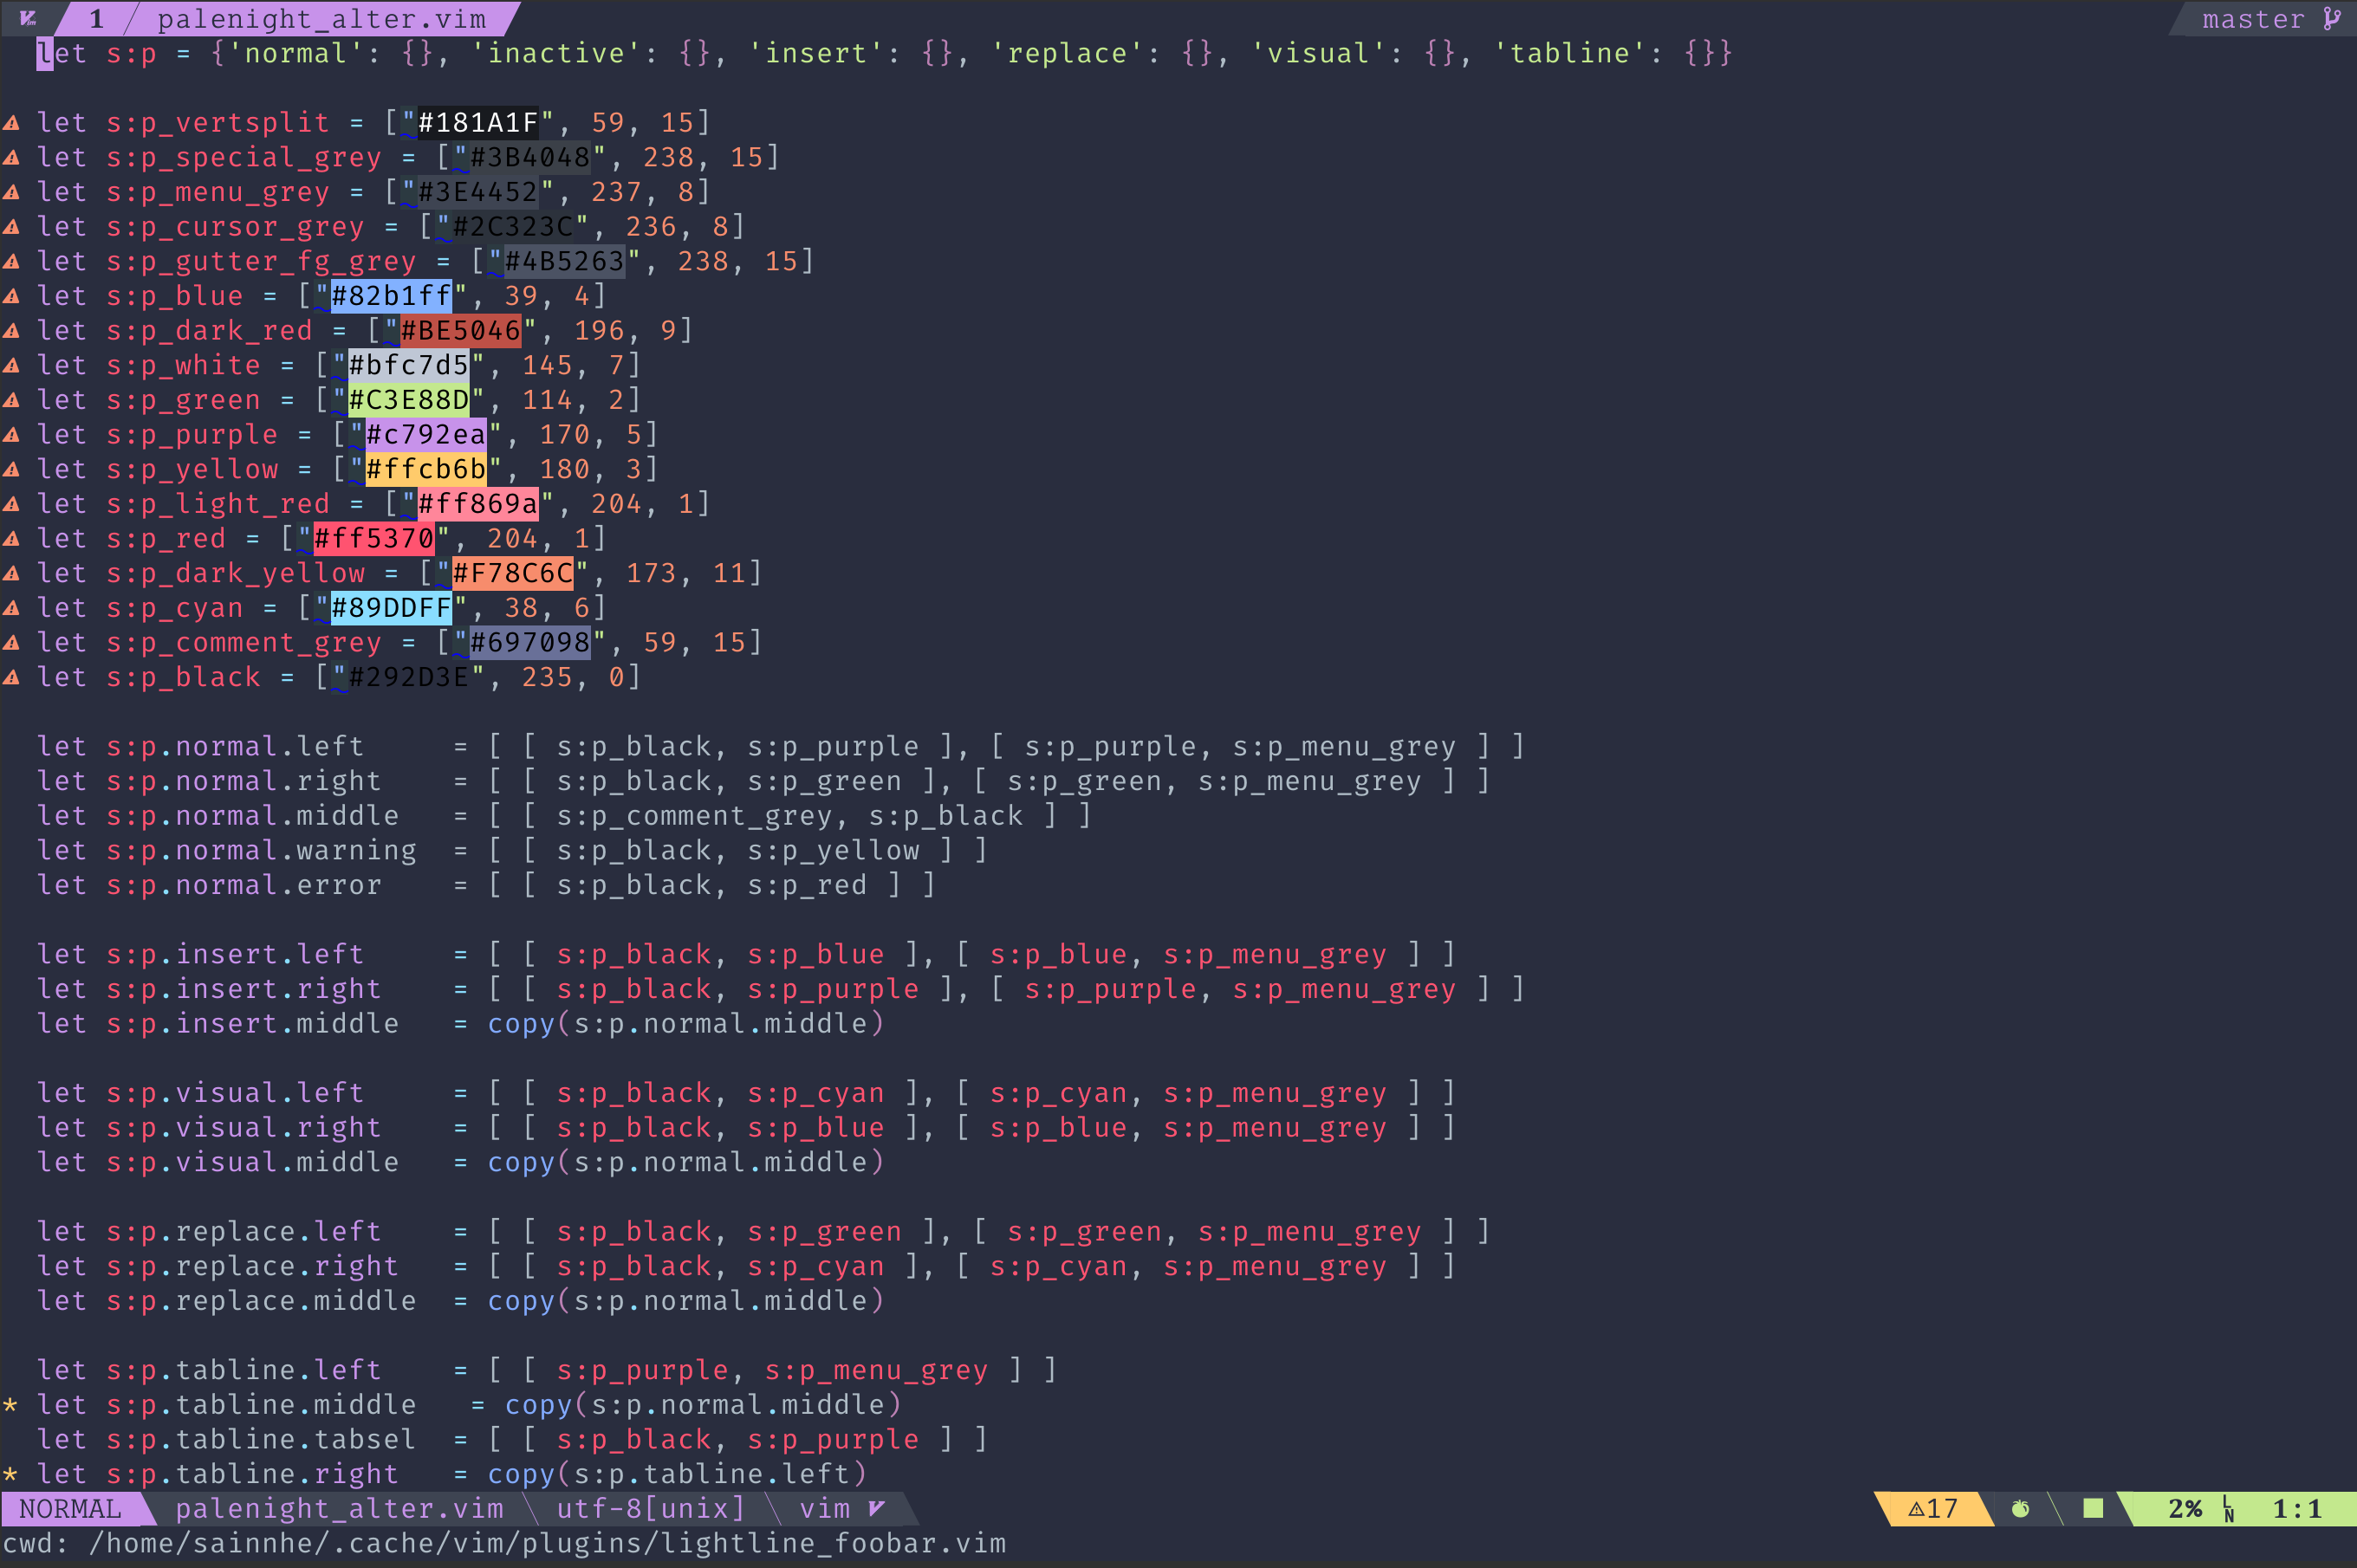 1 palenight_alter.vim master
let s:p = {'normal': {}, 'inactive': {}, 'insert': {}, 'replace': {}, 'visual': {}, 'tabline': {}}
let s:p_vertsplit = ["#181A1F", 59, 15]
let s:p_special_grey = ["#3B4048", 238, 15]
let s:p_menu_grey = ["#3E4452", 237, 8]
let s:p_cursor_grey = ["#2C323C", 236, 8]
let s:p_gutter_fg_grey = ["#4B5263", 238, 15]
let s:p_blue = ["#82b1ff", 39, 4]
let s:p_dark_red = ["#BE5046", 196, 9]
let s:p_white = ["#bfc7d5", 145, 7]
let s:p_green = ["#C3E88D", 114, 2]
let s:p_purple = ["#c792ea", 170, 5]
let s:p_yellow = ["#ffcb6b", 180, 3]
let s:p_light_red = ["#ff869a", 204, 1]
let s:p_red = ["#ff5370", 204, 1]
let s:p_dark_yellow = ["#F78C6C", 173, 11]
let s:p_cyan = ["#89DDFF", 38, 6]
let s:p_comment_grey = ["#697098", 59, 15]
let s:p_black = ["#292D3E", 235, 0]
let s:p.normal.left     = [ [ s:p_black, s:p_purple ], [ s:p_purple, s:p_menu_grey ] ]
let s:p.normal.right    = [ [ s:p_black, s:p_green ], [ s:p_green, s:p_menu_grey ] ]
let s:p.normal.middle   = [ [ s:p_comment_grey, s:p_black ] ]
let s:p.normal.warning  = [ [ s:p_black, s:p_yellow ] ]
let s:p.normal.error    = [ [ s:p_black, s:p_red ] ]
let s:p.insert.left     = [ [ s:p_black, s:p_blue ], [ s:p_blue, s:p_menu_grey ] ]
let s:p.insert.right    = [ [ s:p_black, s:p_purple ], [ s:p_purple, s:p_menu_grey ] ]
let s:p.insert.middle   = copy(s:p.normal.middle)
let s:p.visual.left     = [ [ s:p_black, s:p_cyan ], [ s:p_cyan, s:p_menu_grey ] ]
let s:p.visual.right    = [ [ s:p_black, s:p_blue ], [ s:p_blue, s:p_menu_grey ] ]
let s:p.visual.middle   = copy(s:p.normal.middle)
let s:p.replace.left    = [ [ s:p_black, s:p_green ], [ s:p_green, s:p_menu_grey ] ]
let s:p.replace.right   = [ [ s:p_black, s:p_cyan ], [ s:p_cyan, s:p_menu_grey ] ]
let s:p.replace.middle  = copy(s:p.normal.middle)
let s:p.tabline.left    = [ [ s:p_purple, s:p_menu_grey ] ]
* let s:p.tabline.middle   = copy(s:p.normal.middle)
let s:p.tabline.tabsel  = [ [ s:p_black, s:p_purple ] ]
* let s:p.tabline.right   = copy(s:p.tabline.left)
NORMAL palenight_alter.vim utf-8[unix] vim ⚠17 2% LN 1:1
cwd: /home/sainnhe/.cache/vim/plugins/lightline_foobar.vim